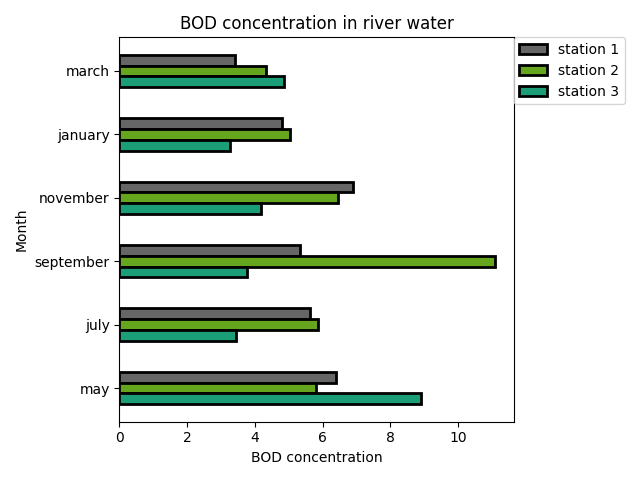 BOD concentration in river water
station 1
station 2
station 3
march
january
november
september
july
may
Month
0 2 4 6 8 10
BOD concentration